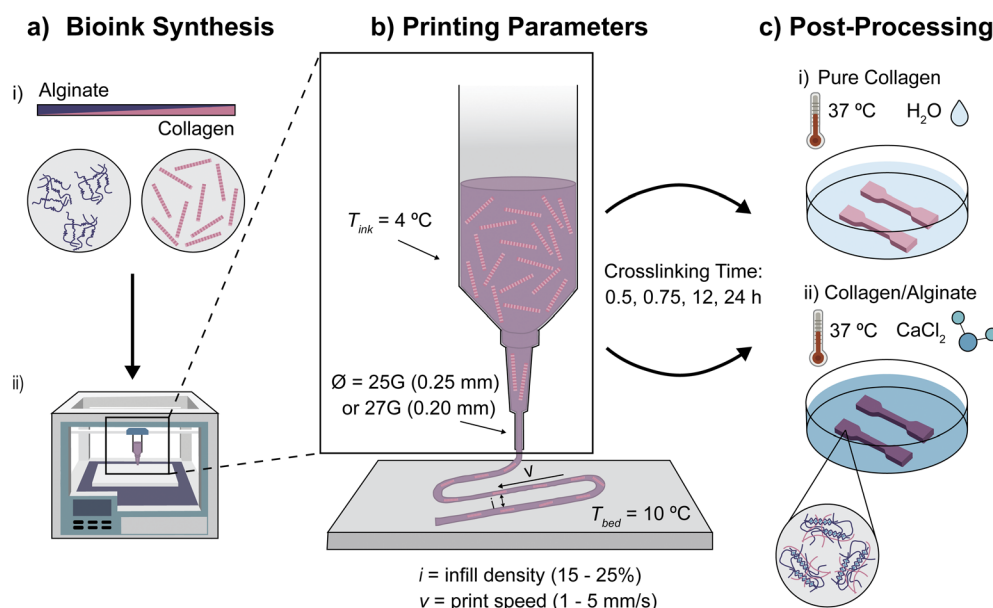 a) Bioink Synthesis
i)
Alginate
Collagen
ii)
b) Printing Parameters
T_ink = 4 ºC
Ø = 25G (0.25 mm)
or 27G (0.20 mm)
v
i
T_bed = 10 ºC
i = infill density (15 - 25%)
v = print speed (1 - 5 mm/s)
Crosslinking Time:
0.5, 0.75, 12, 24 h
c) Post-Processing
i) Pure Collagen
37 ºC H₂O
ii) Collagen/Alginate
37 ºC CaCl₂